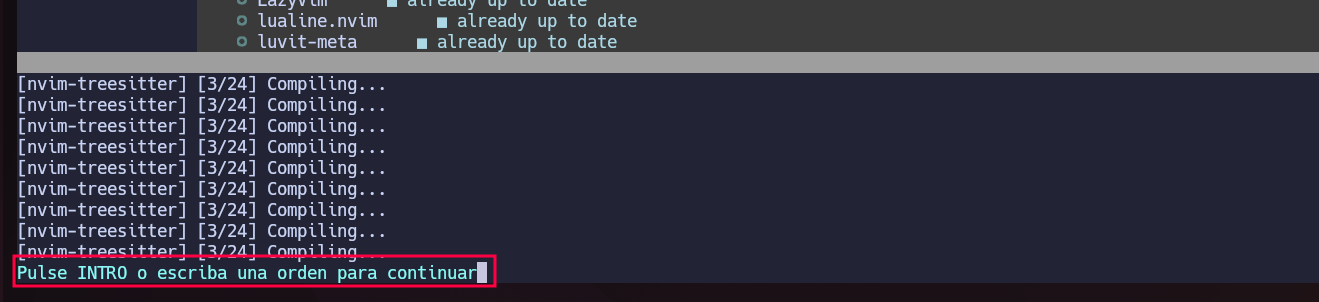 LazyVim ■ already up to date
lualine.nvim ■ already up to date
luvit-meta ■ already up to date
[nvim-treesitter] [3/24] Compiling...
[nvim-treesitter] [3/24] Compiling...
[nvim-treesitter] [3/24] Compiling...
[nvim-treesitter] [3/24] Compiling...
[nvim-treesitter] [3/24] Compiling...
[nvim-treesitter] [3/24] Compiling...
[nvim-treesitter] [3/24] Compiling...
[nvim-treesitter] [3/24] Compiling...
[nvim-treesitter] [3/24] Compiling...
Pulse INTRO o escriba una orden para continuar